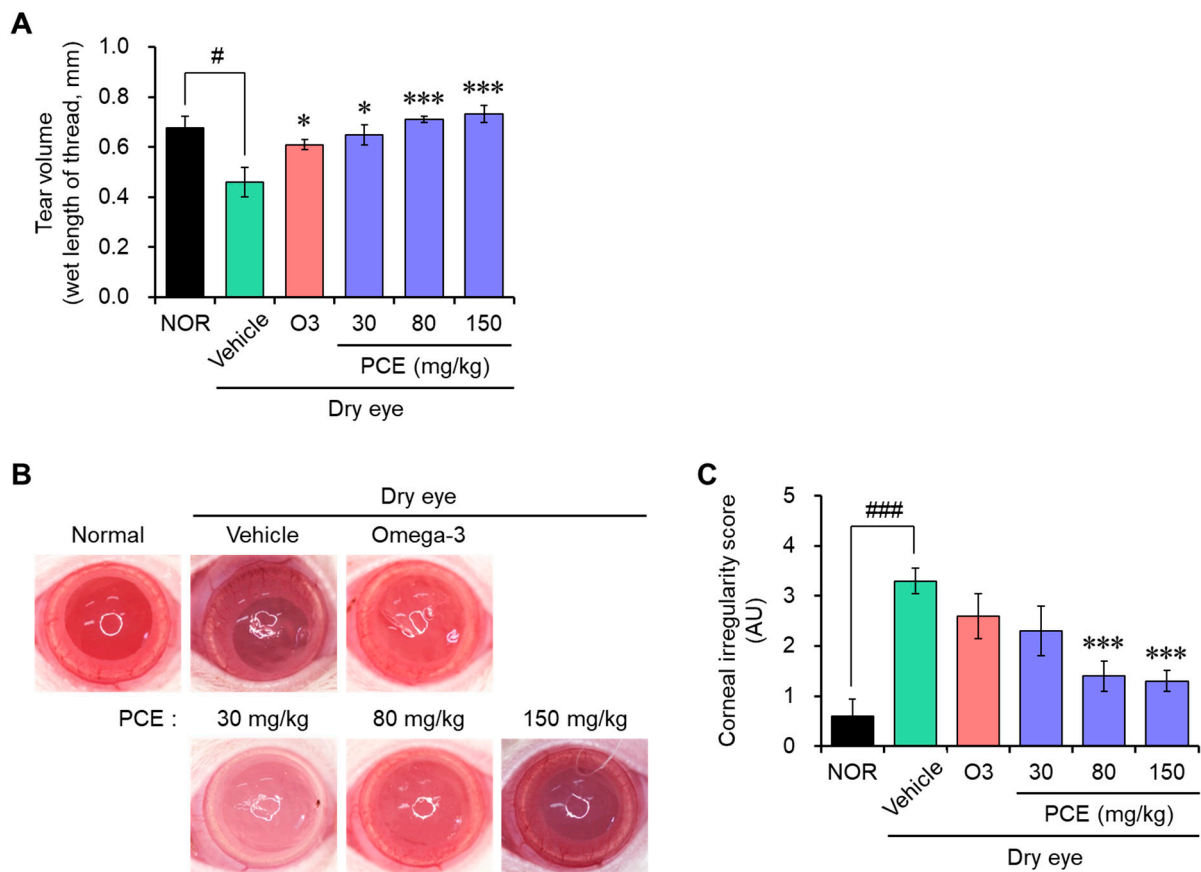 A
Tear volume
(wet length of thread, mm)
1.0
0.8
0.6
0.4
0.2
0.0
#
*
*
***
***
NOR
Vehicle
O3
30
80
150
PCE (mg/kg)
Dry eye
B
Dry eye
Normal
Vehicle
Omega-3
PCE :
30 mg/kg
80 mg/kg
150 mg/kg
C
Corneal irregularity score
(AU)
5
4
3
2
1
0
###
***
***
NOR
Vehicle
O3
30
80
150
PCE (mg/kg)
Dry eye